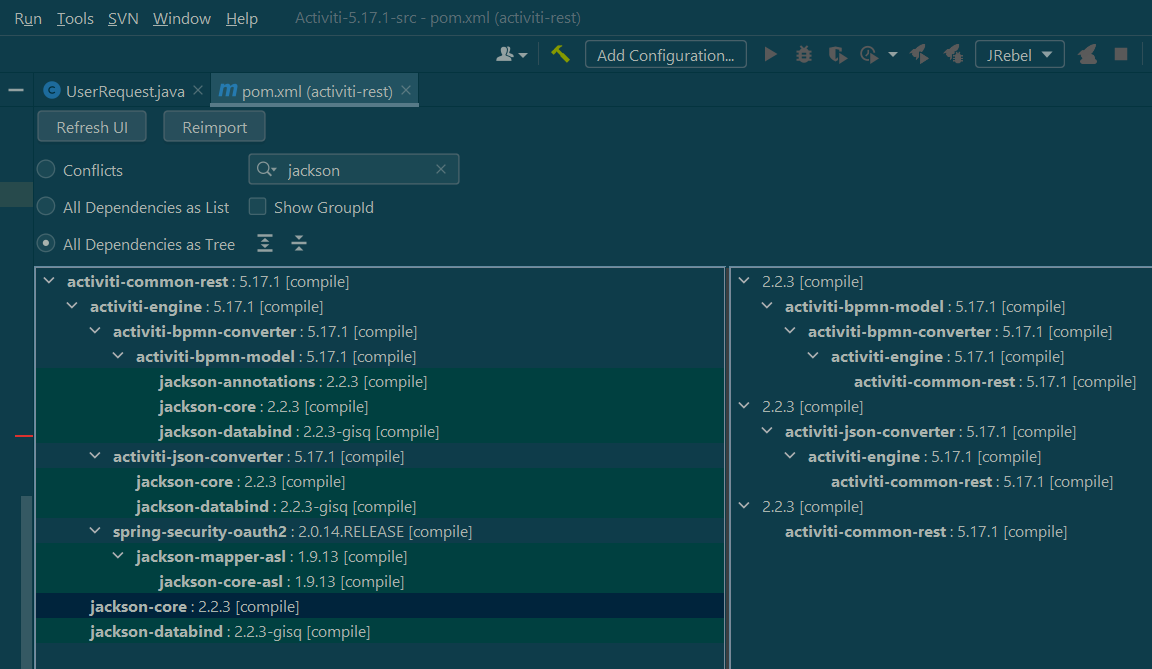 Run Tools SVN Window Help Activiti-5.17.1-src - pom.xml (activiti-rest)
Add Configuration... JRebel
UserRequest.java pom.xml (activiti-rest)
Refresh UI Reimport
Conflicts jackson
All Dependencies as List Show GroupId
All Dependencies as Tree
activiti-common-rest : 5.17.1 [compile]
activiti-engine : 5.17.1 [compile]
activiti-bpmn-converter : 5.17.1 [compile]
activiti-bpmn-model : 5.17.1 [compile]
jackson-annotations : 2.2.3 [compile]
jackson-core : 2.2.3 [compile]
jackson-databind : 2.2.3-gisq [compile]
activiti-json-converter : 5.17.1 [compile]
jackson-core : 2.2.3 [compile]
jackson-databind : 2.2.3-gisq [compile]
spring-security-oauth2 : 2.0.14.RELEASE [compile]
jackson-mapper-asl : 1.9.13 [compile]
jackson-core-asl : 1.9.13 [compile]
jackson-core : 2.2.3 [compile]
jackson-databind : 2.2.3-gisq [compile]
2.2.3 [compile]
activiti-bpmn-model : 5.17.1 [compile]
activiti-bpmn-converter : 5.17.1 [compile]
activiti-engine : 5.17.1 [compile]
activiti-common-rest : 5.17.1 [compile]
2.2.3 [compile]
activiti-json-converter : 5.17.1 [compile]
activiti-engine : 5.17.1 [compile]
activiti-common-rest : 5.17.1 [compile]
2.2.3 [compile]
activiti-common-rest : 5.17.1 [compile]